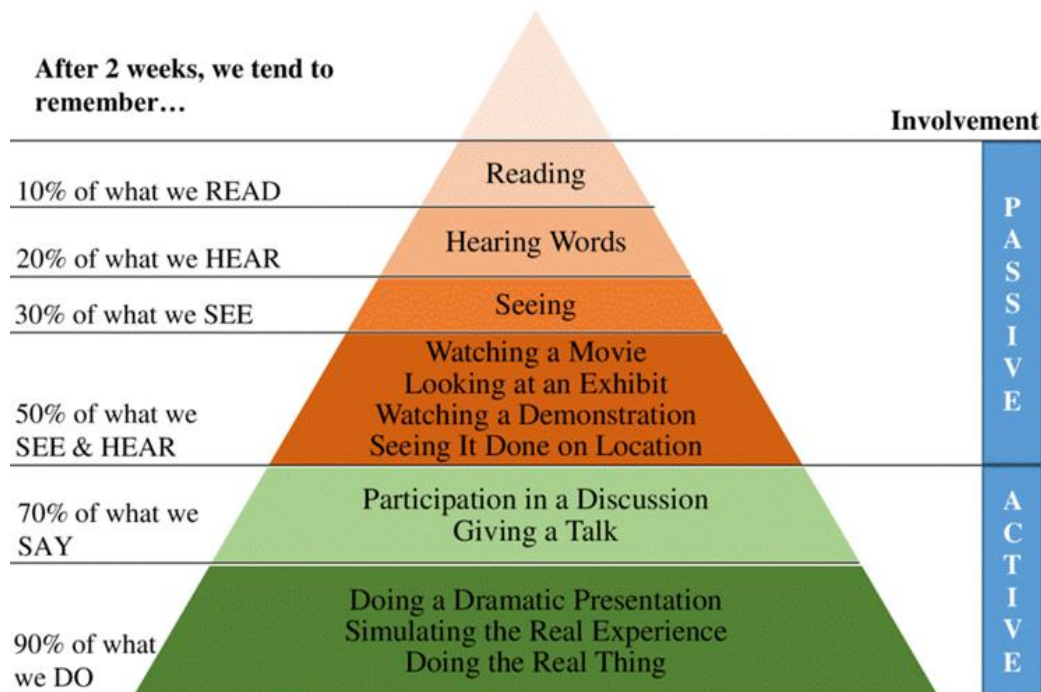 After 2 weeks, we tend to
remember…
Involvement
10% of what we READ
Reading
20% of what we HEAR
Hearing Words
30% of what we SEE
Seeing
50% of what we
SEE & HEAR
Watching a Movie
Looking at an Exhibit
Watching a Demonstration
Seeing It Done on Location
PASSIVE
70% of what we
SAY
Participation in a Discussion
Giving a Talk
90% of what
we DO
Doing a Dramatic Presentation
Simulating the Real Experience
Doing the Real Thing
ACTIVE